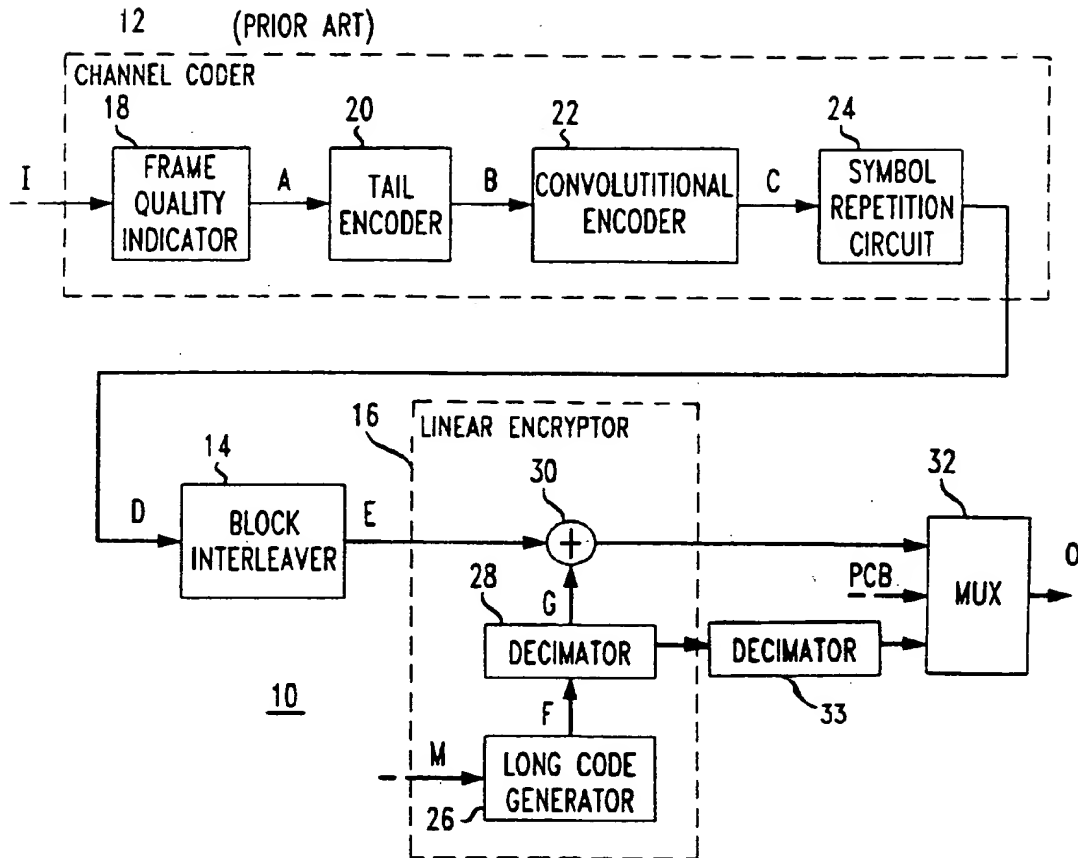 12 (PRIOR ART)
CHANNEL CODER
18
20
22
24
I
FRAME
QUALITY
INDICATOR
A
TAIL
ENCODER
B
CONVOLUTITIONAL
ENCODER
C
SYMBOL
REPETITION
CIRCUIT
16
LINEAR ENCRYPTOR
14
D
BLOCK
INTERLEAVER
E
30
+
32
MUX
O
PCB
28
G
DECIMATOR
DECIMATOR
33
10
F
M
LONG CODE
GENERATOR
26